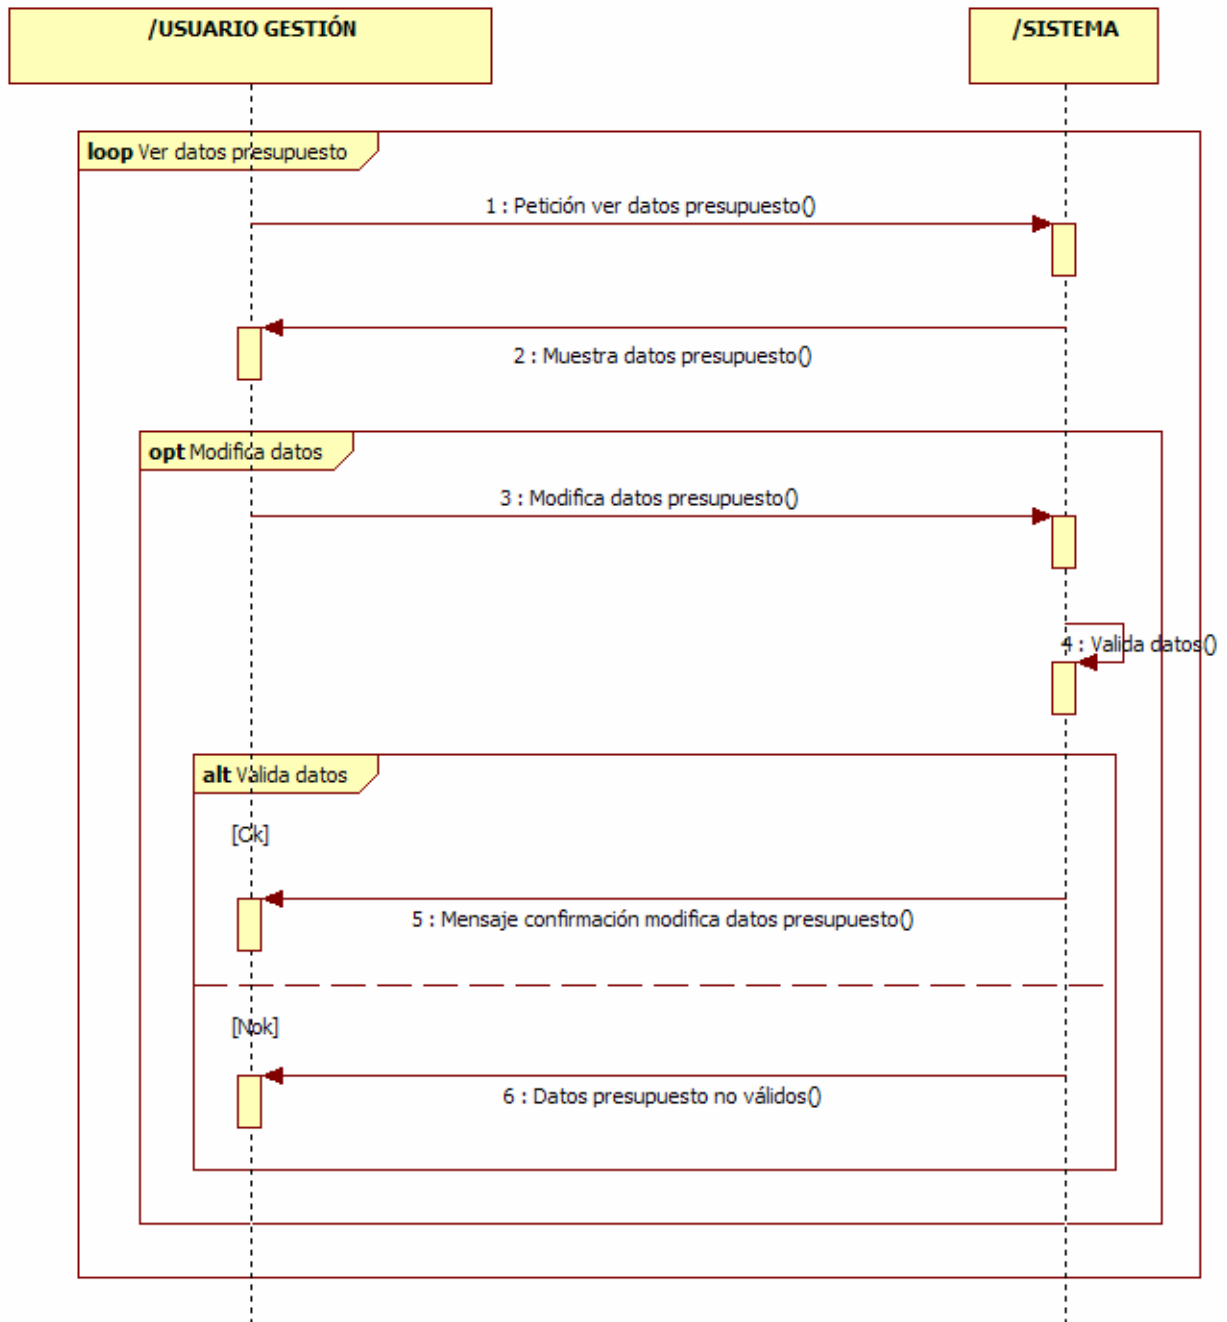 /USUARIO GESTIÓN
/SISTEMA
loop Ver datos presupuesto
1 : Petición ver datos presupuesto()
2 : Muestra datos presupuesto()
opt Modifica datos
3 : Modifica datos presupuesto()
4 : Valida datos()
alt Valida datos
[Ok]
5 : Mensaje confirmación modifica datos presupuesto()
[Nok]
6 : Datos presupuesto no válidos()